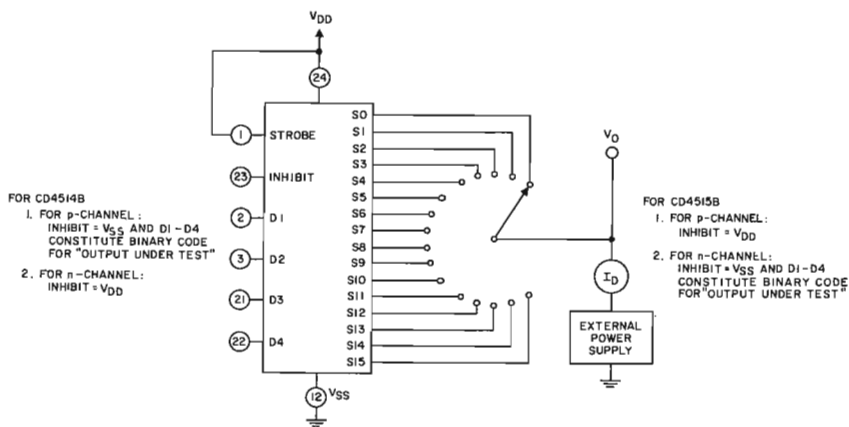 VDD
24
1
STROBE
23
INHIBIT
2
D1
3
D2
21
D3
22
D4
12
VSS
S0
S1
S2
S3
S4
S5
S6
S7
S8
S9
S10
S11
S12
S13
S14
S15
FOR CD4514B
1. FOR p-CHANNEL:
INHIBIT = VSS AND D1-D4
CONSTITUTE BINARY CODE
FOR "OUTPUT UNDER TEST"
2. FOR n-CHANNEL:
INHIBIT = VDD
VO
ID
EXTERNAL
POWER
SUPPLY
FOR CD4515B
1. FOR p-CHANNEL:
INHIBIT = VDD
2. FOR n-CHANNEL:
INHIBIT = VSS AND D1-D4
CONSTITUTE BINARY CODE
FOR "OUTPUT UNDER TEST"